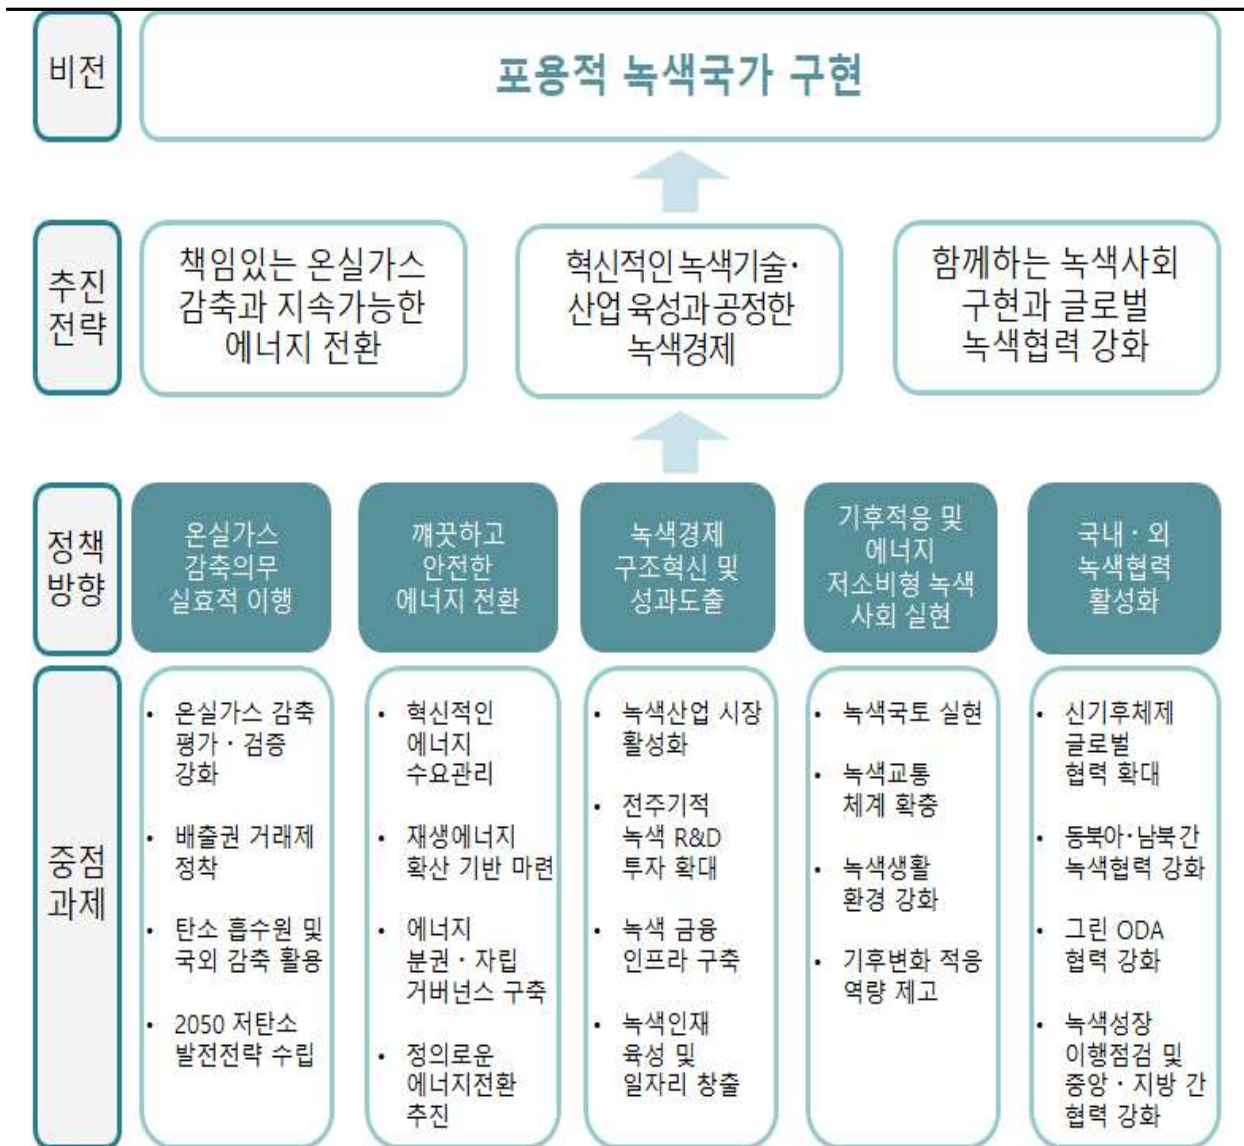 비전
포용적 녹색국가 구현
추진
전략
책임있는 온실가스
감축과 지속가능한
에너지 전환
혁신적인 녹색기술·
산업 육성과 공정한
녹색경제
함께하는 녹색사회
구현과 글로벌
녹색협력 강화
정책
방향
온실가스
감축의무
실효적 이행
깨끗하고
안전한
에너지 전환
녹색경제
구조혁신 및
성과도출
기후적응 및
에너지
저소비형 녹색
사회 실현
국내·외
녹색협력
활성화
중점
과제
• 온실가스 감축
평가·검증
강화
• 배출권 거래제
정착
• 탄소 흡수원 및
국외 감축 활용
• 2050 저탄소
발전전략 수립
• 혁신적인
에너지
수요관리
• 재생에너지
확산 기반 마련
• 에너지
분권·자립
거버넌스 구축
• 정의로운
에너지전환
추진
• 녹색산업 시장
활성화
• 전주기적
녹색 R&D
투자 확대
• 녹색 금융
인프라 구축
• 녹색인재
육성 및
일자리 창출
• 녹색국토 실현
• 녹색교통
체계 확충
• 녹색생활
환경 강화
• 기후변화 적응
역량 제고
• 신기후체제
글로벌
협력 확대
• 동북아·남북 간
녹색협력 강화
• 그린 ODA
협력 강화
• 녹색성장
이행점검 및
중앙·지방 간
협력 강화